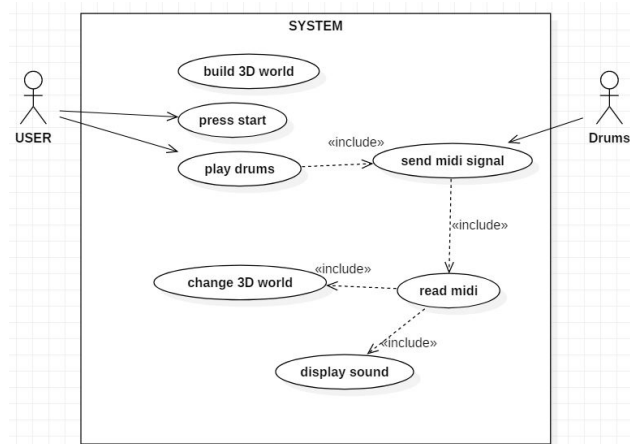 SYSTEM
build 3D world
press start
USER
Drums
«include»
play drums
send midi signal
«include»
«include»
change 3D world
read midi
«include»
display sound